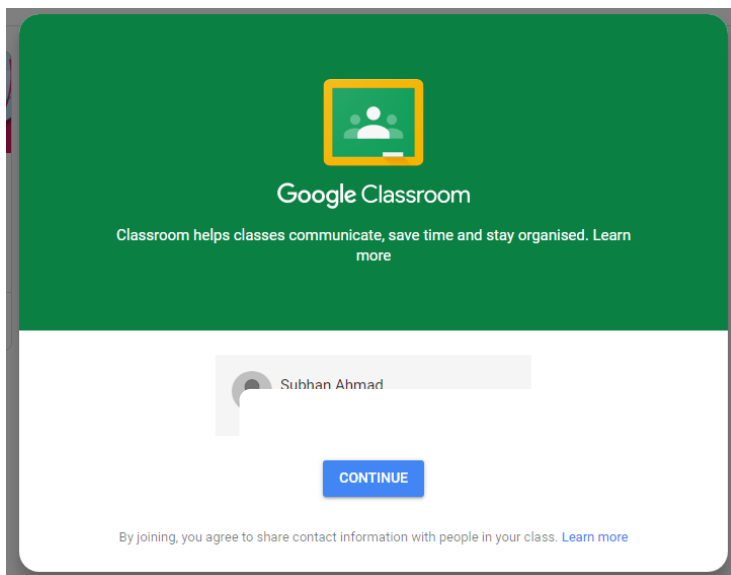 Google Classroom
Classroom helps classes communicate, save time and stay organised. Learn
more
Subhan Ahmad
CONTINUE
By joining, you agree to share contact information with people in your class. Learn more